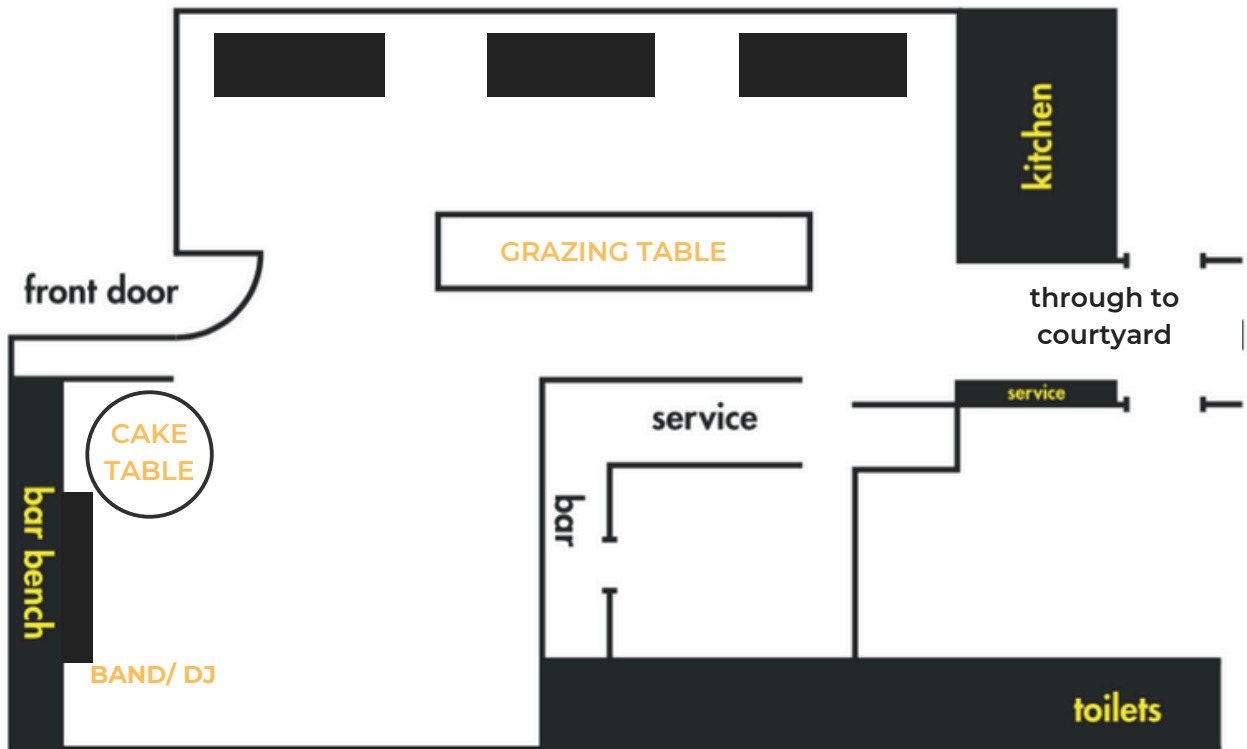 kitchen
GRAZING TABLE
front door
through to
courtyard
service
service
CAKE
TABLE
bar
bar bench
BAND/ DJ
toilets